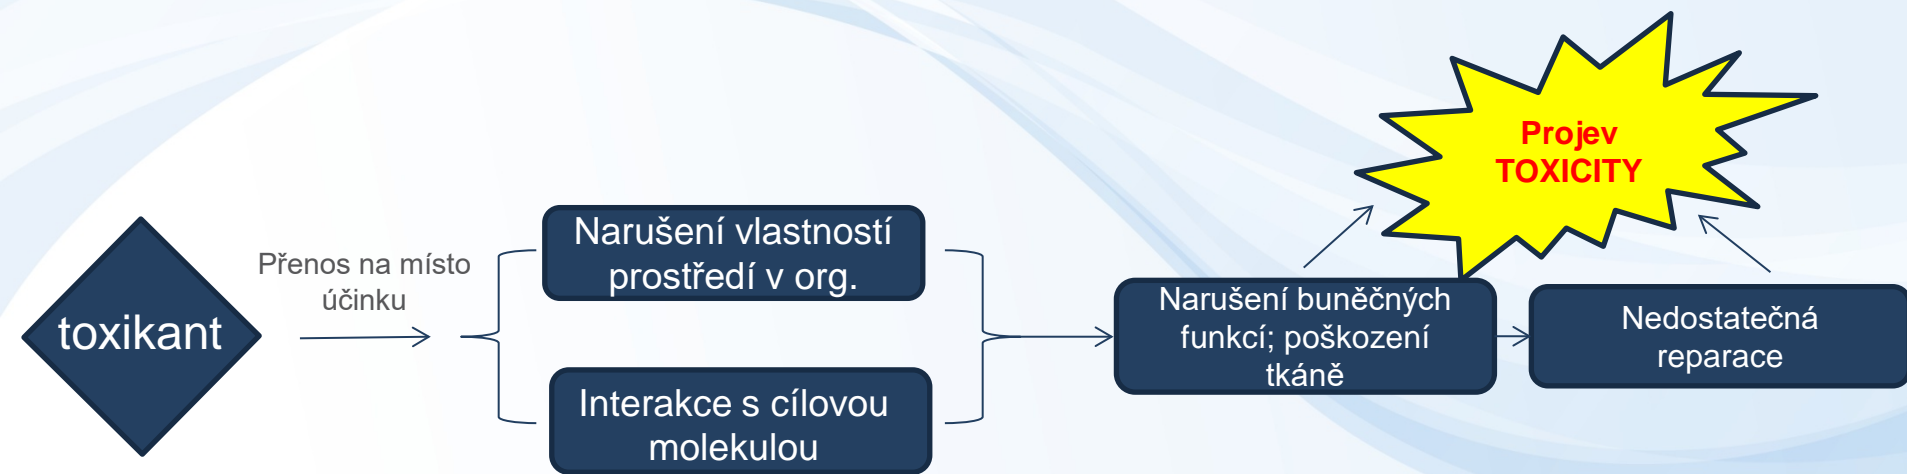 toxikant
Přenos na místo
účinku
Narušení vlastností
prostředí v org.
Interakce s cílovou
molekulou
Narušení buněčných
funkcí; poškození
tkáně
Nedostatečná
reparace
Projev
TOXICITY